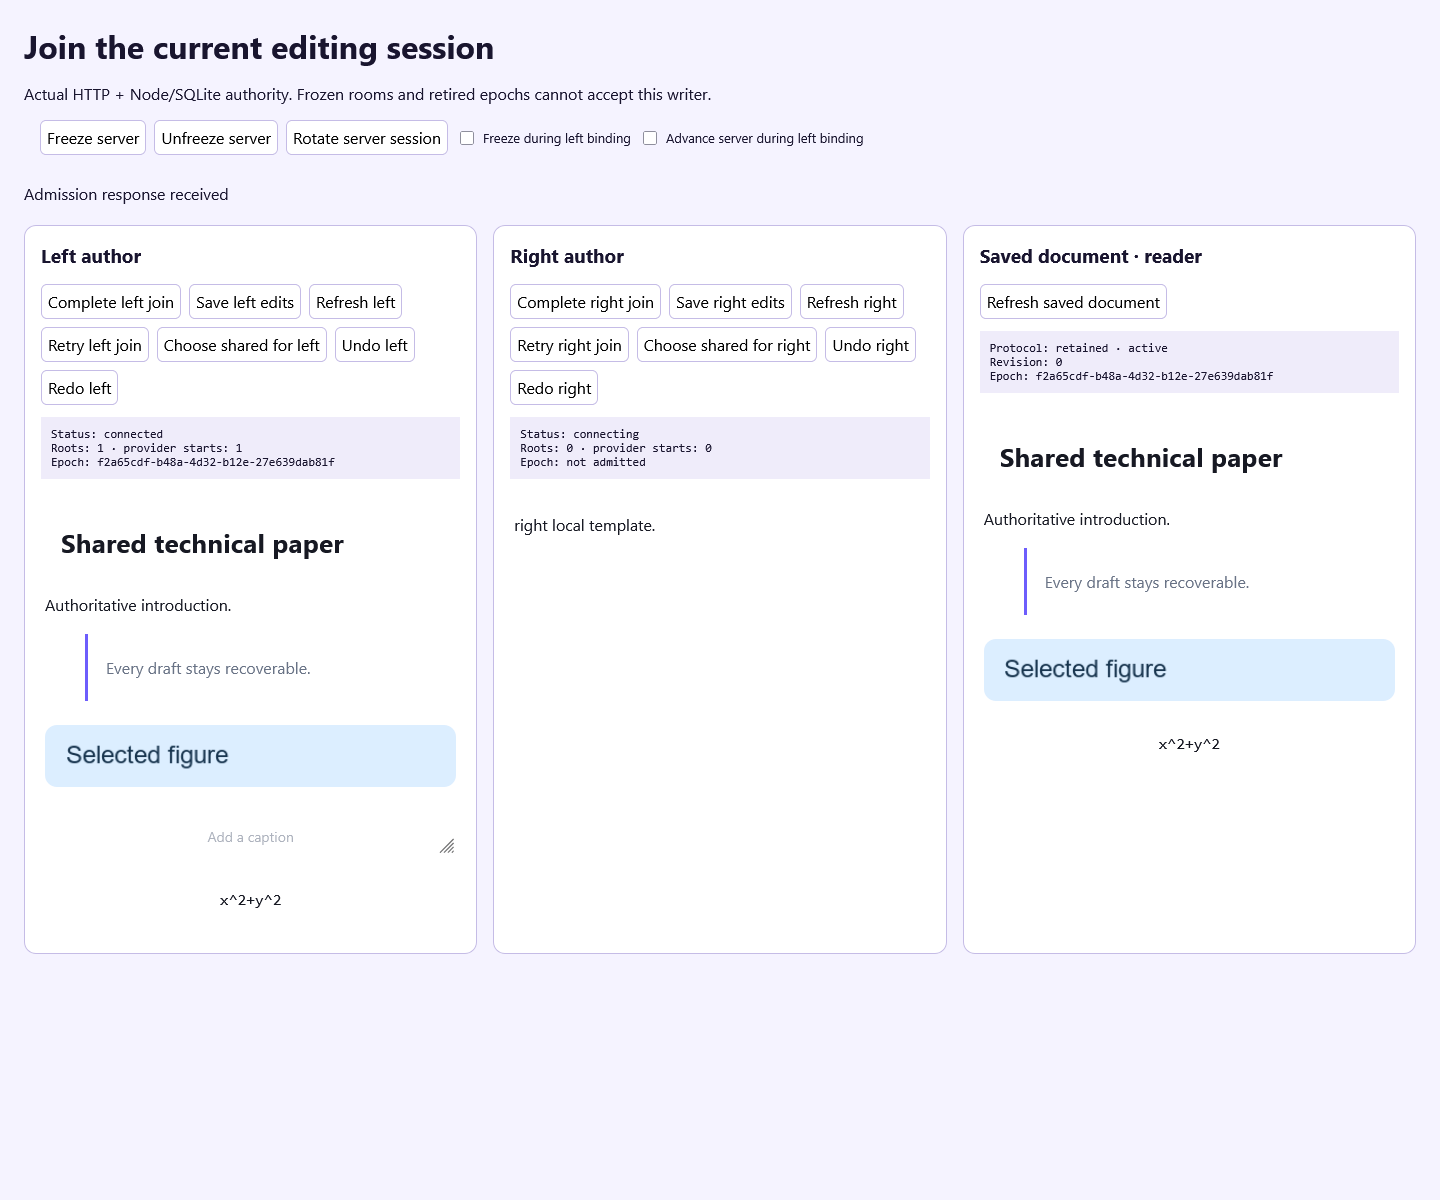 Join the current editing session
Actual HTTP + Node/SQLite authority. Frozen rooms and retired epochs cannot accept this writer.
Freeze server Unfreeze server Rotate server session Freeze during left binding Advance server during left binding
Admission response received
Left author
Complete left join Save left edits Refresh left
Retry left join Choose shared for left Undo left
Redo left
Status: connected
Roots: 1 · provider starts: 1
Epoch: f2a65cdf-b48a-4d32-b12e-27e639dab81f
Shared technical paper
Authoritative introduction.
Every draft stays recoverable.
Selected figure
Add a caption
x^2+y^2
Right author
Complete right join Save right edits Refresh right
Retry right join Choose shared for right Undo right
Redo right
Status: connecting
Roots: 0 · provider starts: 0
Epoch: not admitted
right local template.
Saved document · reader
Refresh saved document
Protocol: retained · active
Revision: 0
Epoch: f2a65cdf-b48a-4d32-b12e-27e639dab81f
Shared technical paper
Authoritative introduction.
Every draft stays recoverable.
Selected figure
x^2+y^2